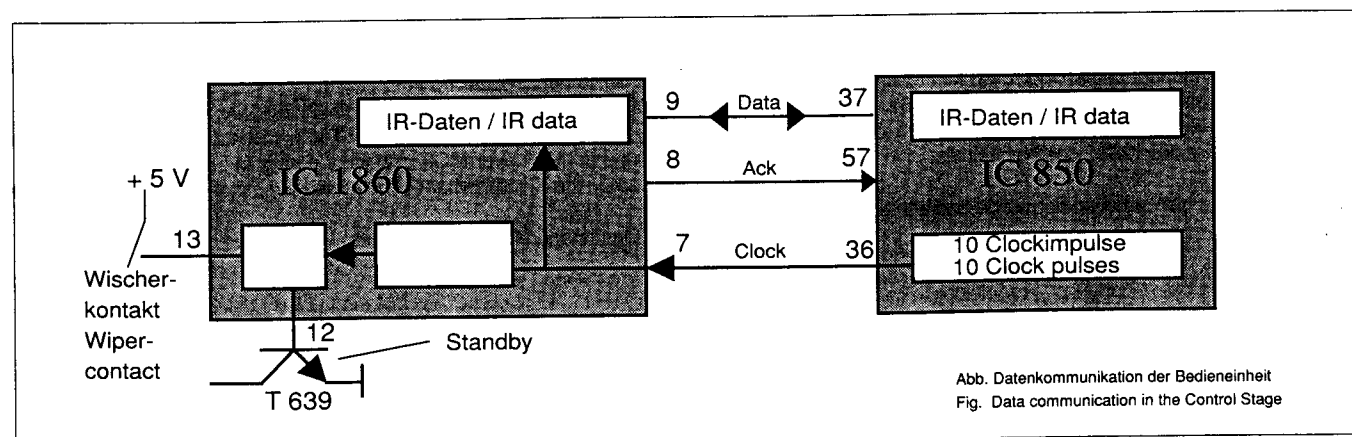 9 Data 37
IR-Daten / IR data
IR-Daten / IR data
8 Ack 57
IC 1860
IC 850
+ 5 V
13
7 Clock 36
10 Clockimpulse
10 Clock pulses
Wischer-
kontakt
Wiper-
contact
12
Standby
T 639
Abb. Datenkommunikation der Bedieneinheit
Fig. Data communication in the Control Stage